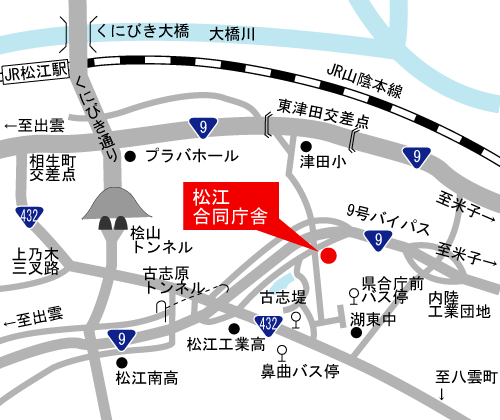 くにびき大橋
大橋川
JR松江駅
JR山陰本線
くにびき通り
←至出雲
9
東津田交差点
プラバホール
津田小
9
相生町
交差点
松江
合同庁舎
至米子→
432
9号バイパス
桧山
トンネル
9
至米子→
上乃木
三叉路
古志原
トンネル
県合庁前
バス停
内陸
工業団地
古志堤
←至出雲
9
432
湖東中
松江工業高
松江南高
鼻曲バス停
至八雲町
↓